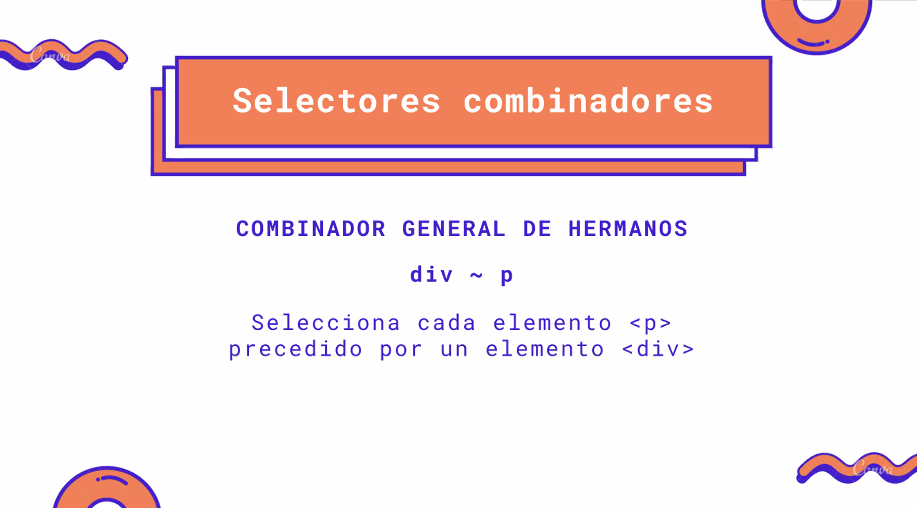 Canva
Selectores combinadores
COMBINADOR GENERAL DE HERMANOS
div ~ p
Selecciona cada elemento <p>
precedido por un elemento <div>
Canva